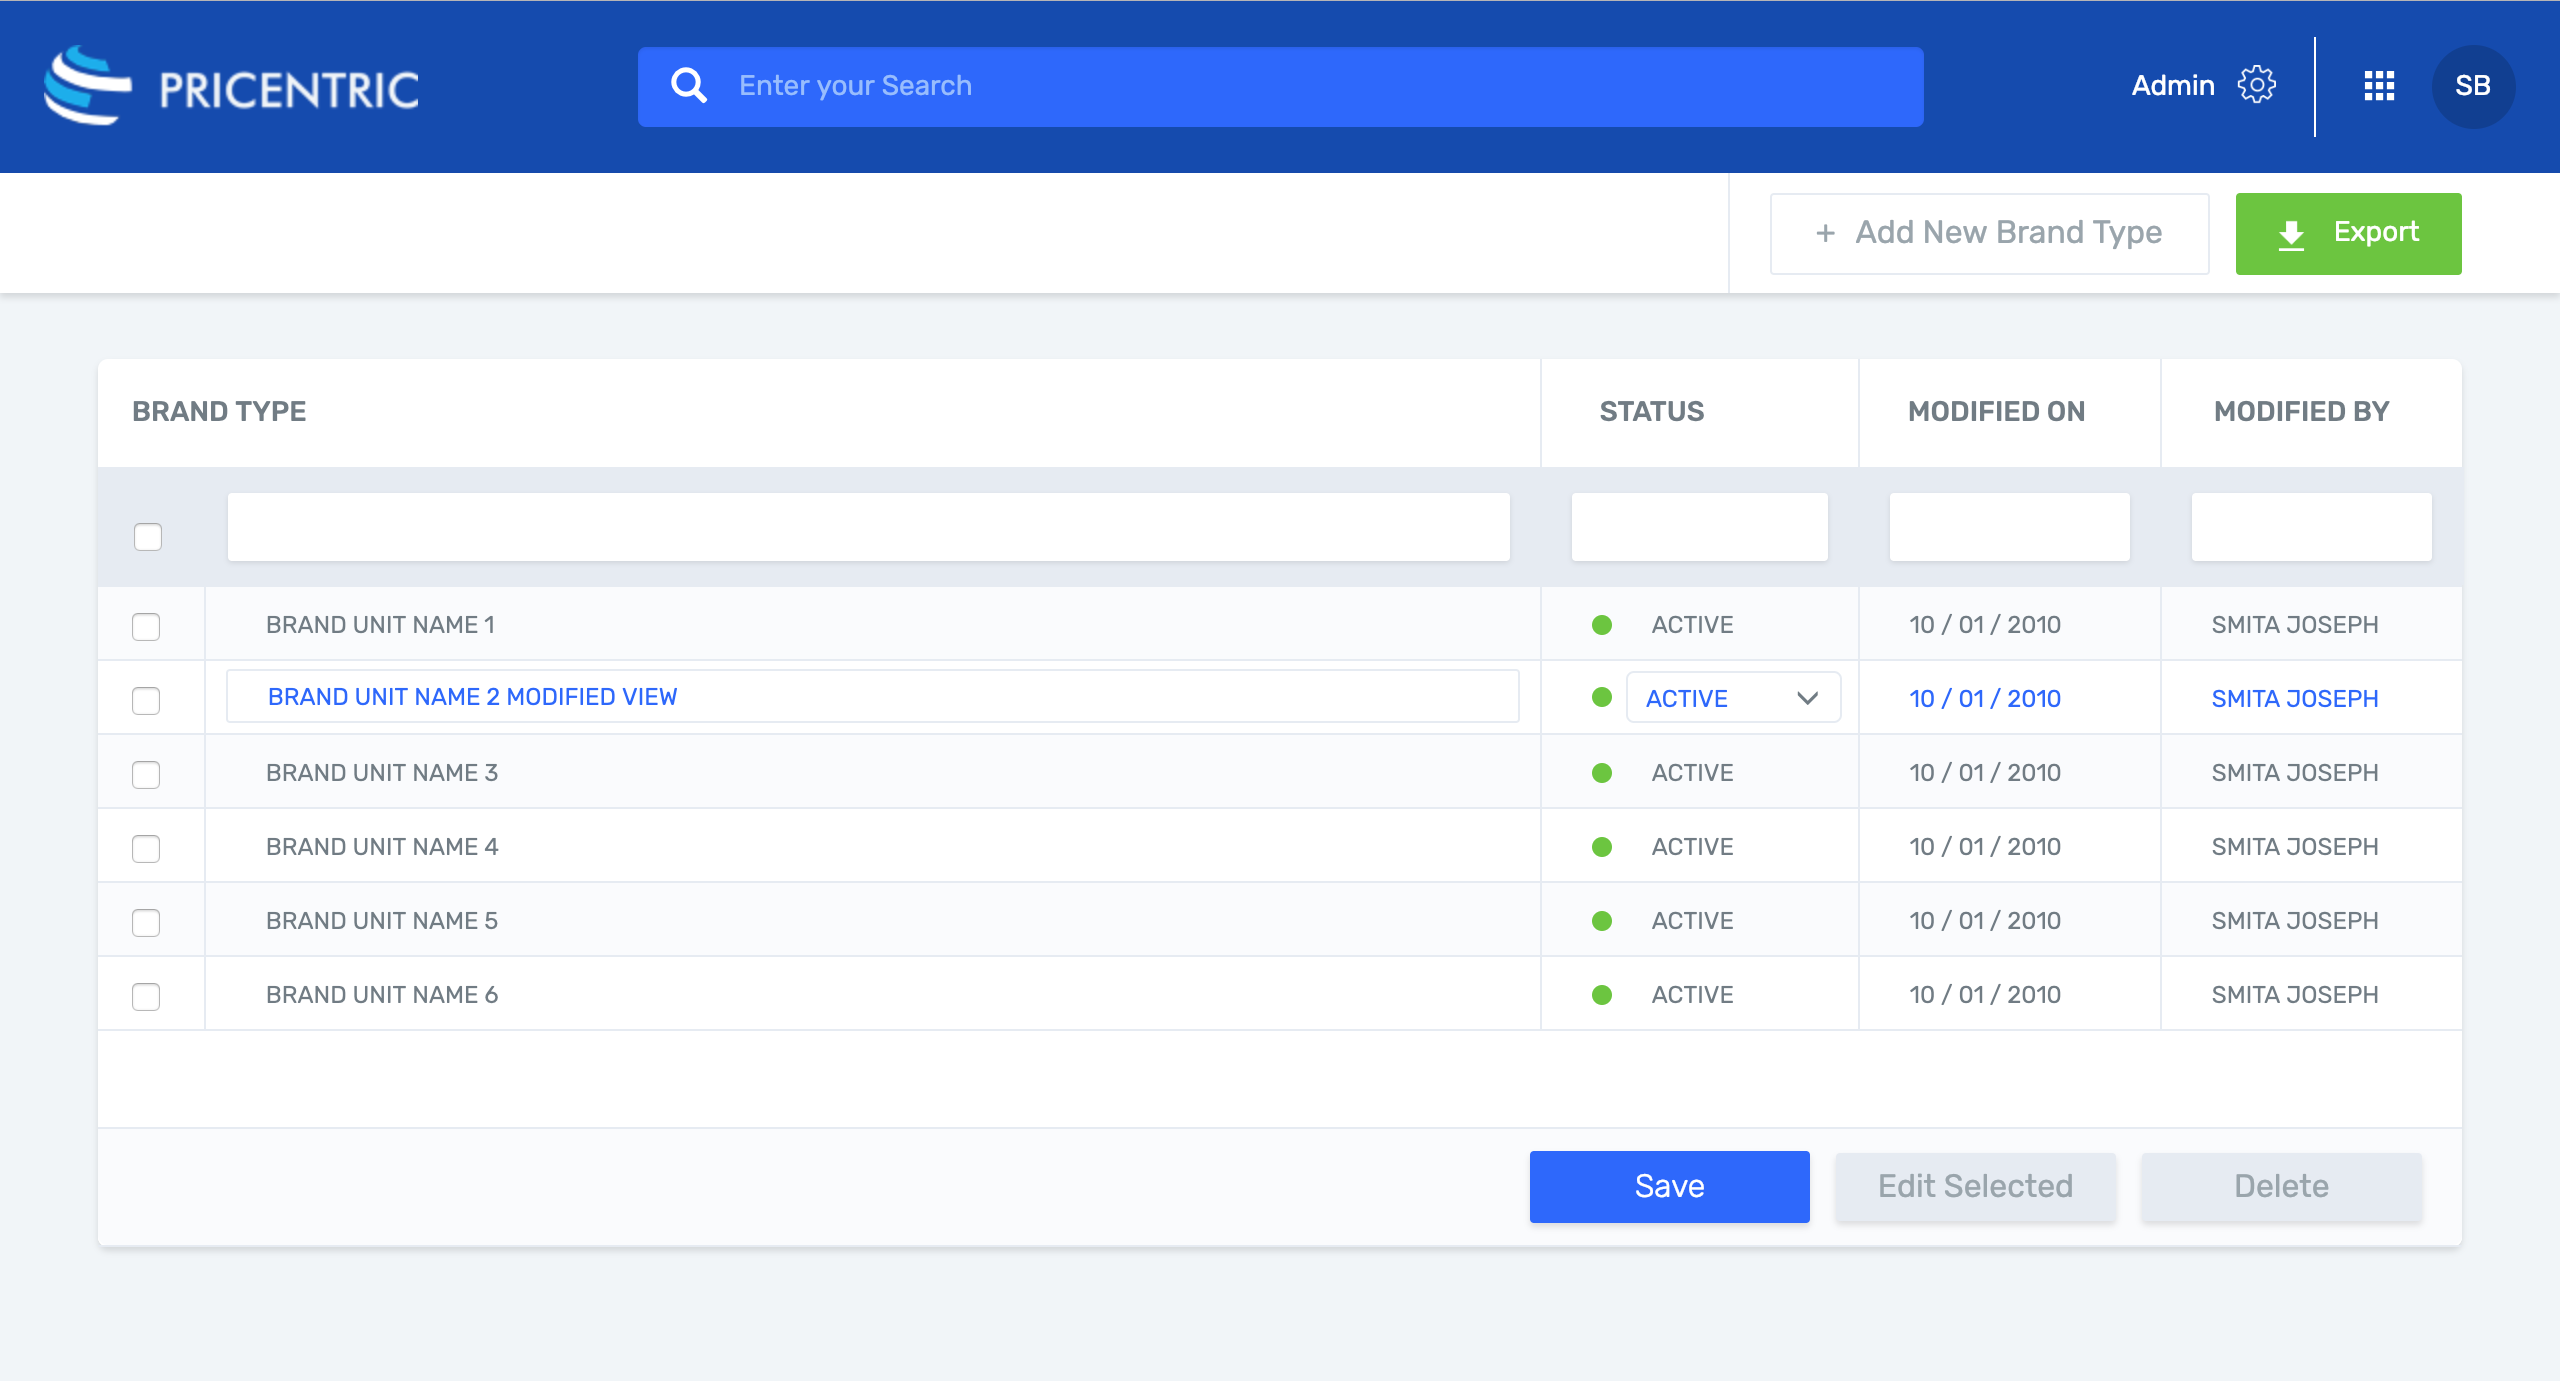 PRICENTRIC
Enter your Search
Admin
SB
+ Add New Brand Type
Export
BRAND TYPE STATUS MODIFIED ON MODIFIED BY
BRAND UNIT NAME 1 ACTIVE 10 / 01 / 2010 SMITA JOSEPH
BRAND UNIT NAME 2 MODIFIED VIEW ACTIVE 10 / 01 / 2010 SMITA JOSEPH
BRAND UNIT NAME 3 ACTIVE 10 / 01 / 2010 SMITA JOSEPH
BRAND UNIT NAME 4 ACTIVE 10 / 01 / 2010 SMITA JOSEPH
BRAND UNIT NAME 5 ACTIVE 10 / 01 / 2010 SMITA JOSEPH
BRAND UNIT NAME 6 ACTIVE 10 / 01 / 2010 SMITA JOSEPH
Save Edit Selected Delete